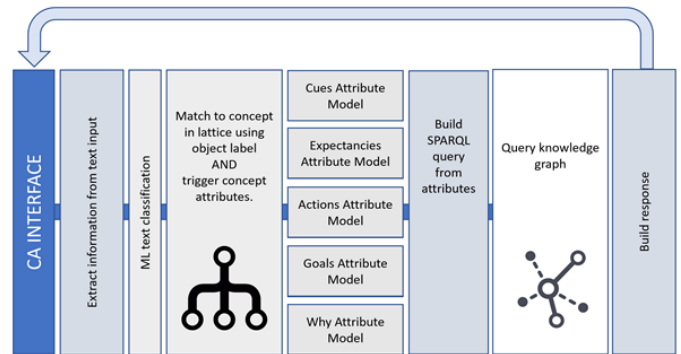 CA INTERFACE
Extract information from text input
ML text classification
Match to concept
in lattice using
object label
AND
trigger concept
attributes.
Cues Attribute
Model
Expectancies
Attribute Model
Actions Attribute
Model
Goals Attribute
Model
Why Attribute
Model
Build
SPARQL
query
from
attributes
Query knowledge
graph
Build response